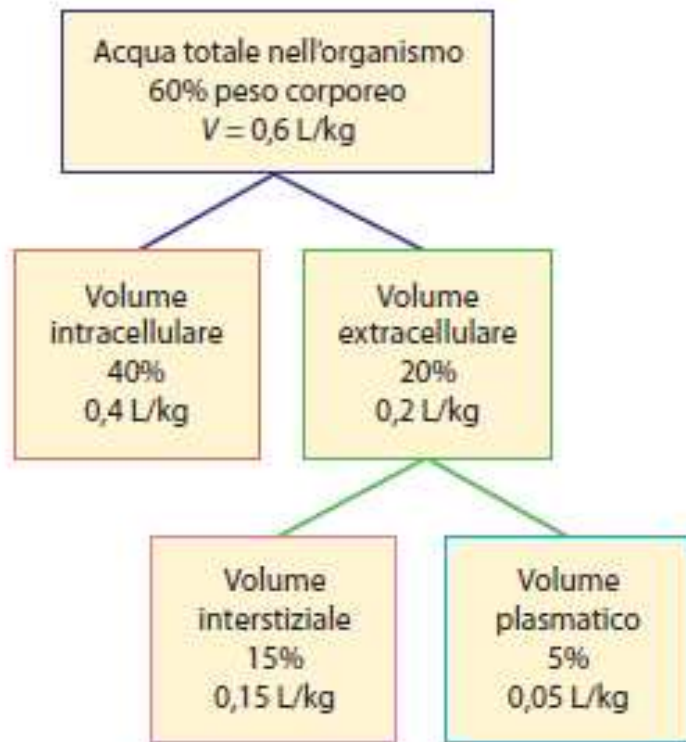 Acqua totale nell'organismo
60% peso corporeo
V = 0,6 L/kg
Volume
intracellulare
40%
0,4 L/kg
Volume
extracellulare
20%
0,2 L/kg
Volume
interstiziale
15%
0,15 L/kg
Volume
plasmatico
5%
0,05 L/kg